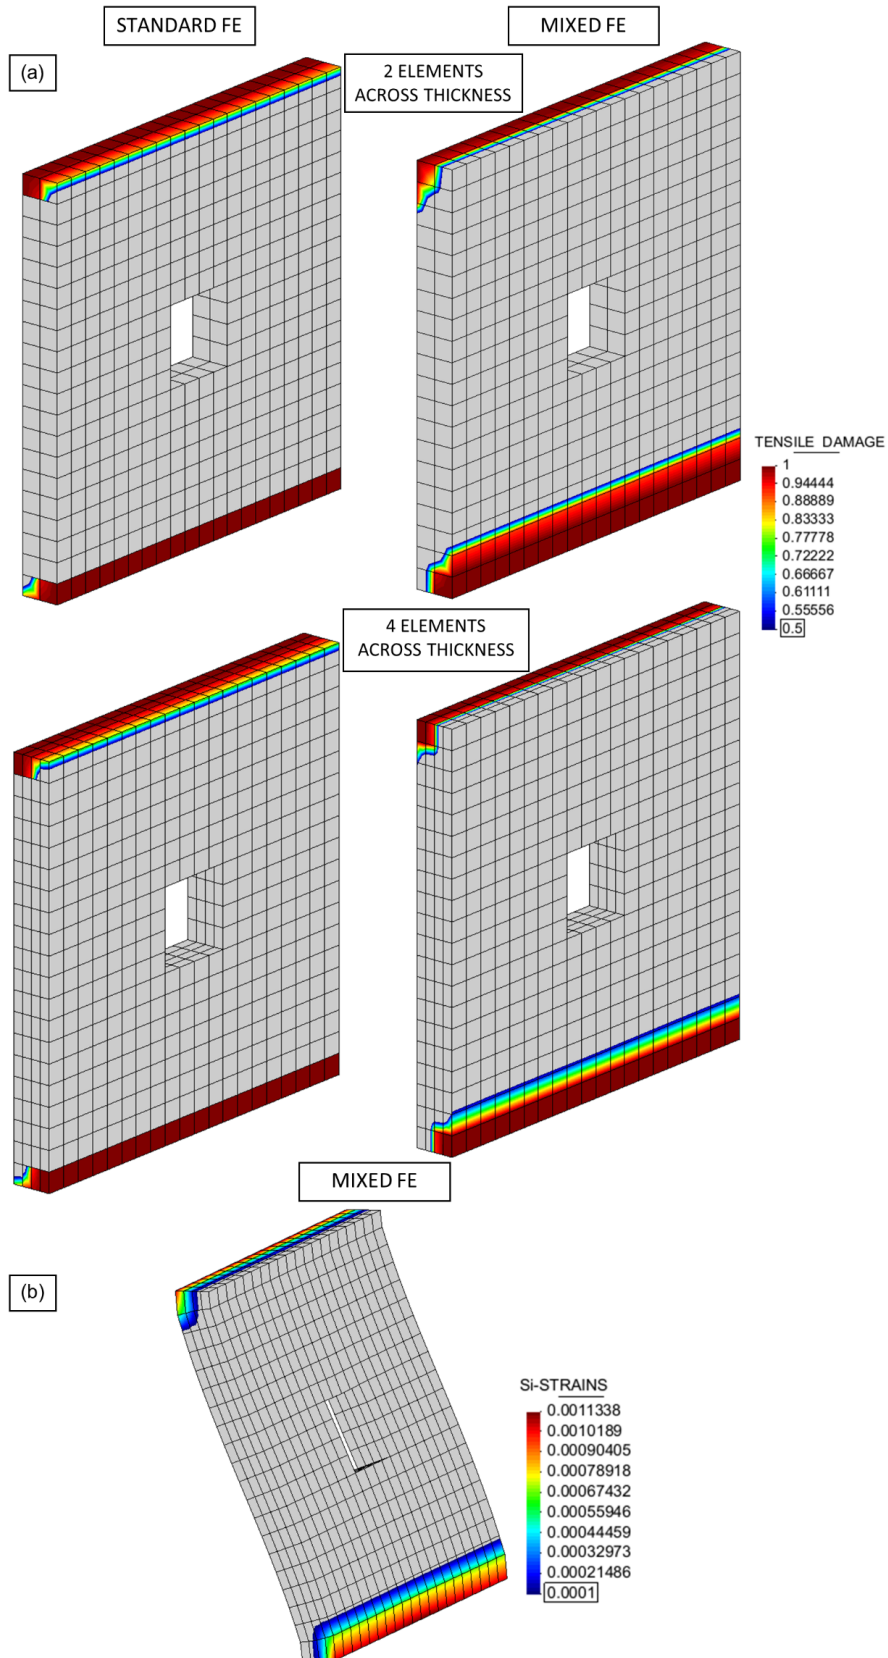 STANDARD FE
MIXED FE
(a)
2 ELEMENTS
ACROSS THICKNESS
TENSILE DAMAGE
1
0.94444
0.88889
0.83333
0.77778
0.72222
0.66667
0.61111
0.55556
0.5
4 ELEMENTS
ACROSS THICKNESS
MIXED FE
(b)
Si-STRAINS
0.0011338
0.0010189
0.00090405
0.00078918
0.00067432
0.00055946
0.00044459
0.00032973
0.00021486
0.0001